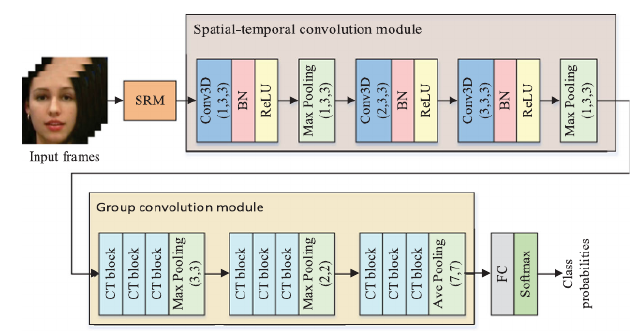 Spatial-temporal convolution module
Input frames
SRM
Conv3D
(1,3,3)
BN
ReLU
Max Pooling
(1,3,3)
Conv3D
(2,3,3)
BN
ReLU
Conv3D
(3,3,3)
BN
ReLU
Max Pooling
(1,3,3)
Group convolution module
CT block
CT block
CT block
Max Pooling
(3,3)
CT block
CT block
CT block
Max Pooling
(2,2)
CT block
CT block
CT block
Ave Pooling
(7,7)
FC
Softmax
Class
probabilities